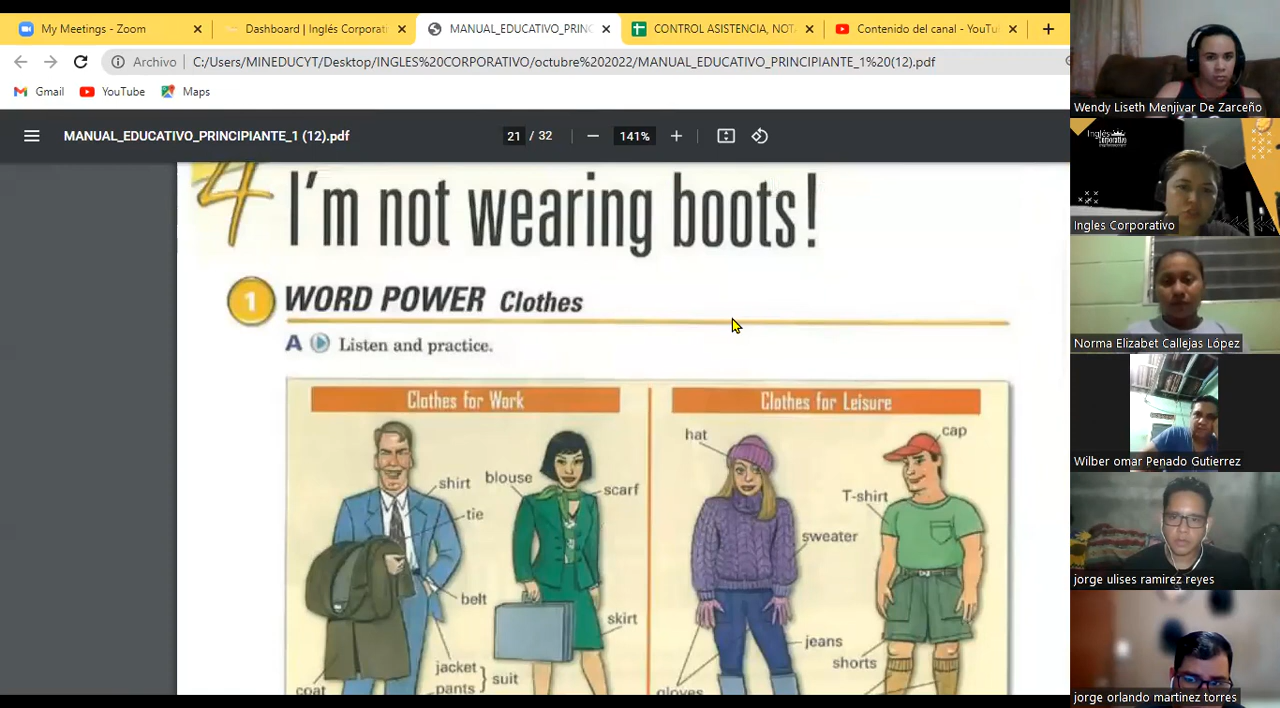 My Meetings - Zoom
Dashboard | Inglés Corporati
MANUAL_EDUCATIVO_PRINC
CONTROL ASISTENCIA, NOT
Contenido del canal - YouTu
Archivo
C:/Users/MINEDUCYT/Desktop/INGLES%20CORPORATIVO/octubre%202022/MANUAL_EDUCATIVO_PRINCIPIANTE_1%20(12).pdf
Gmail
YouTube
Maps
MANUAL_EDUCATIVO_PRINCIPIANTE_1 (12).pdf
21 / 32
141%
4 I'm not wearing boots!
1 WORD POWER Clothes
A Listen and practice.
Clothes for Work
shirt
tie
blouse
scarf
belt
skirt
jacket
pants
suit
coat
Clothes for Leisure
hat
cap
T-shirt
sweater
jeans
shorts
gloves
Wendy Liseth Menjivar De Zarceño
Inglés
Corporativo
Ingles Corporativo
Norma Elizabet Callejas López
Wilber omar Penado Gutierrez
jorge ulises ramirez reyes
jorge orlando martinez torres